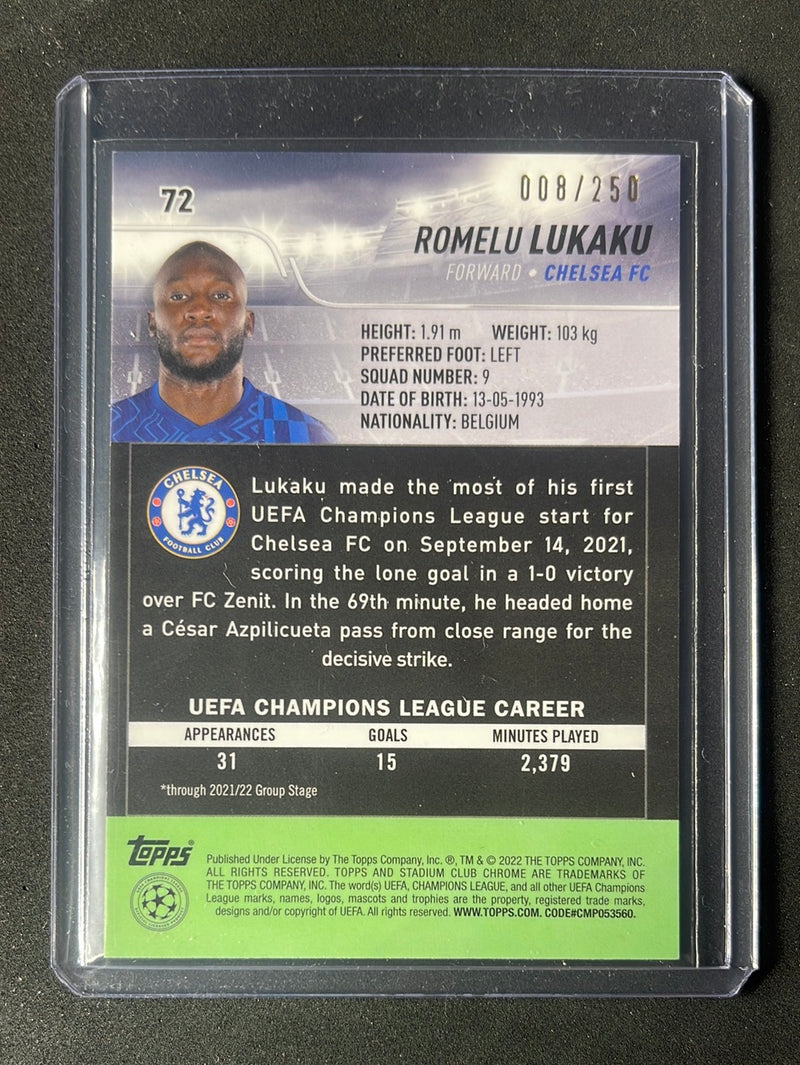 72
008/250
ROMELU LUKAKU
FORWARD • CHELSEA FC
HEIGHT: 1.91 m WEIGHT: 103 kg
PREFERRED FOOT: LEFT
SQUAD NUMBER: 9
DATE OF BIRTH: 13-05-1993
NATIONALITY: BELGIUM
CHELSEA
FOOTBALL CLUB
Lukaku made the most of his first
UEFA Champions League start for
Chelsea FC on September 14, 2021,
scoring the lone goal in a 1-0 victory
over FC Zenit. In the 69th minute, he headed home
a César Azpilicueta pass from close range for the
decisive strike.
UEFA CHAMPIONS LEAGUE CAREER
APPEARANCES GOALS MINUTES PLAYED
31 15 2,379
*through 2021/22 Group Stage
Topps®
Published Under License by The Topps Company, Inc. ®, TM & © 2022 THE TOPPS COMPANY, INC.
ALL RIGHTS RESERVED. TOPPS AND STADIUM CLUB CHROME ARE TRADEMARKS OF
THE TOPPS COMPANY, INC. The word(s) UEFA, CHAMPIONS LEAGUE, and all other UEFA Champions
League marks, names, logos, mascots and trophies are the property, registered trade marks,
designs and/or copyright of UEFA. All rights reserved. WWW.TOPPS.COM. CODE#CMP053560.